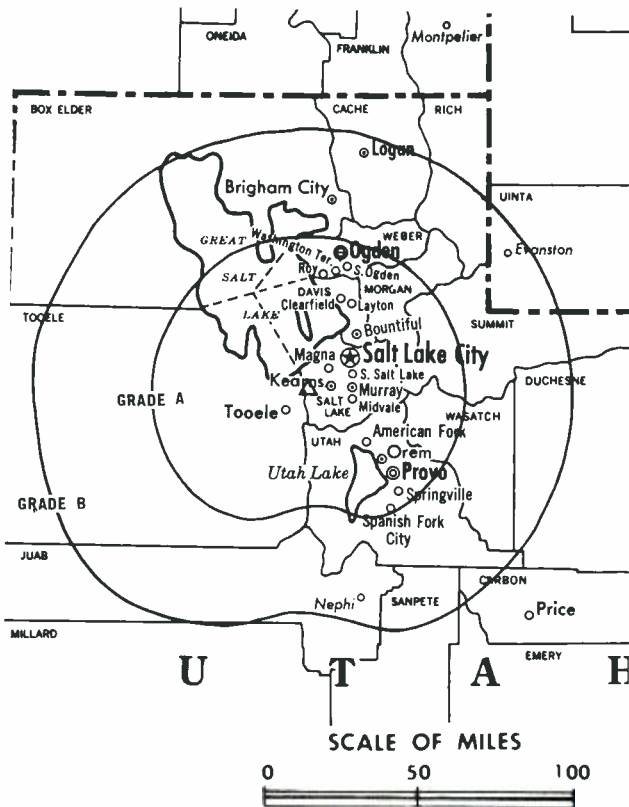 ONEIDA
FRANKLIN
Montpelier
BOX ELDER
CACHE
RICH
Logan
Brigham City
UINTA
GREAT
Washington Ter.
Ogden
WEBER
Evanston
SALT
Roy
S. Ogden
DAVIS
MORGAN
Clearfield
Layton
LAKE
TOOELE
SUMMIT
Bountiful
Salt Lake City
Magna
S. Salt Lake
DUCHESNE
Kearns
Murray
GRADE A
SALT
LAKE
Midvale
Tooele
WASATCH
UTAH
American Fork
Orem
Utah Lake
Provo
Springville
GRADE B
Spanish Fork
City
JUAB
CARBON
Nephi
SANPETE
Price
MILLARD
EMERY
U T A H
SCALE OF MILES
0 50 100